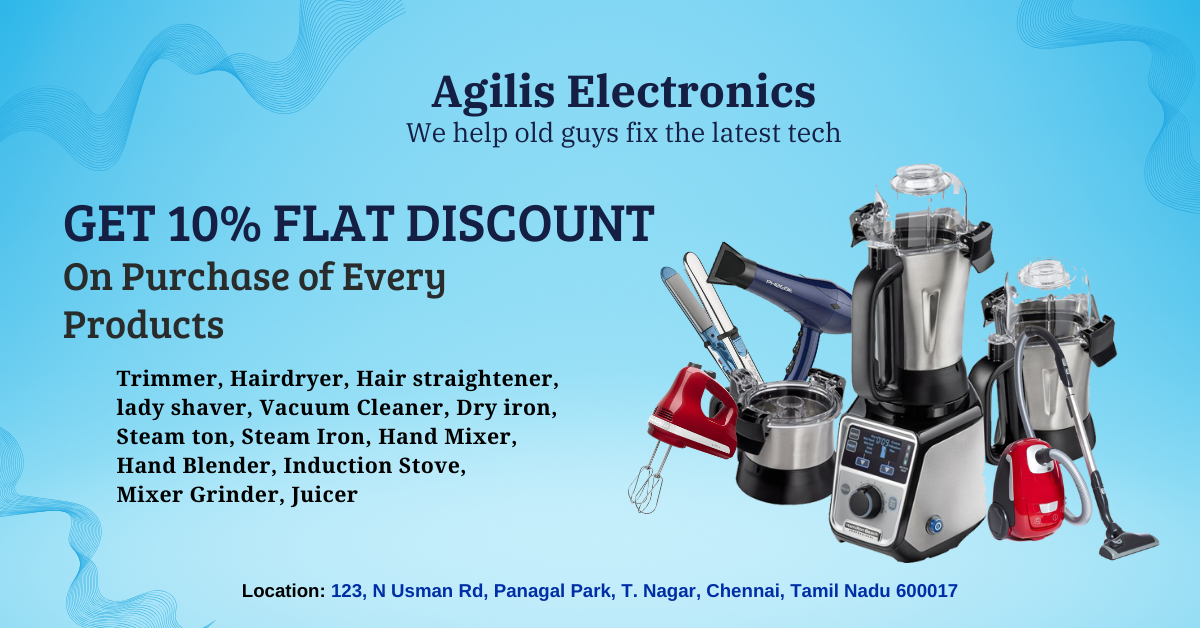 Agilis Electronics
We help old guys fix the latest tech
GET 10% FLAT DISCOUNT
On Purchase of Every
Products
Trimmer, Hairdryer, Hair straightener,
lady shaver, Vacuum Cleaner, Dry iron,
Steam ton, Steam Iron, Hand Mixer,
Hand Blender, Induction Stove,
Mixer Grinder, Juicer
Location: 123, N Usman Rd, Panagal Park, T. Nagar, Chennai, Tamil Nadu 600017